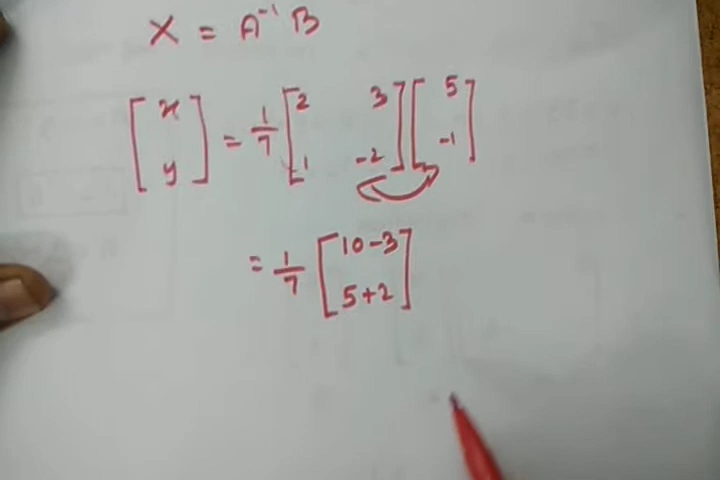 X = A⁻¹ B
[x y] = 1/7 [2 3 1 -2] [5 -1]
= 1/7 [10-3 5+2]